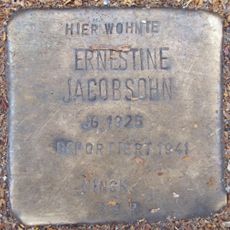 HIER WOHNTE
ERNESTINE
JACOBSOHN
JG. 1925
DEPORTIERT 1941
MINSK